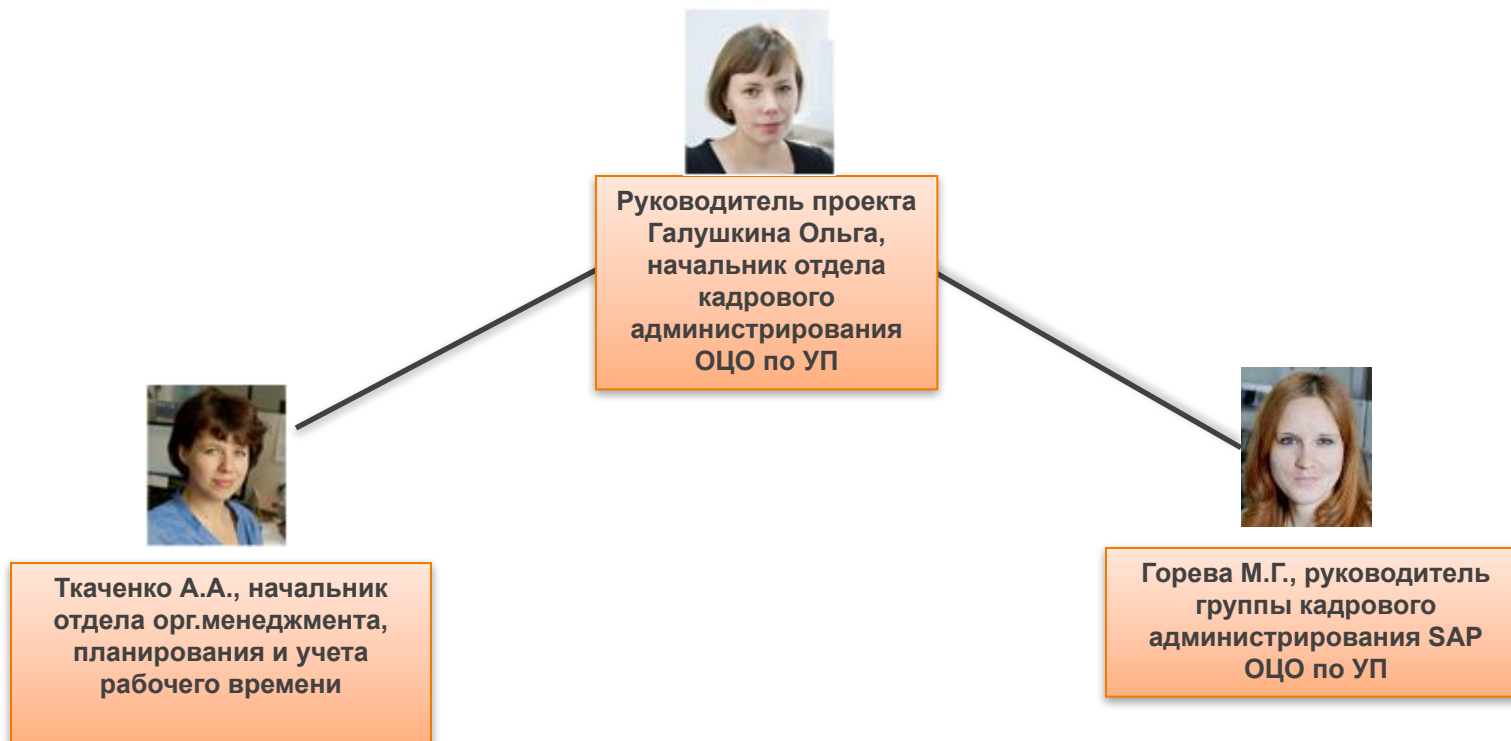 Руководитель проекта
Галушкина Ольга,
начальник отдела
кадрового
администрирования
ОЦО по УП
Ткаченко А.А., начальник
отдела орг.менеджмента,
планирования и учета
рабочего времени
Горева М.Г., руководитель
группы кадрового
администрирования SAP
ОЦО по УП